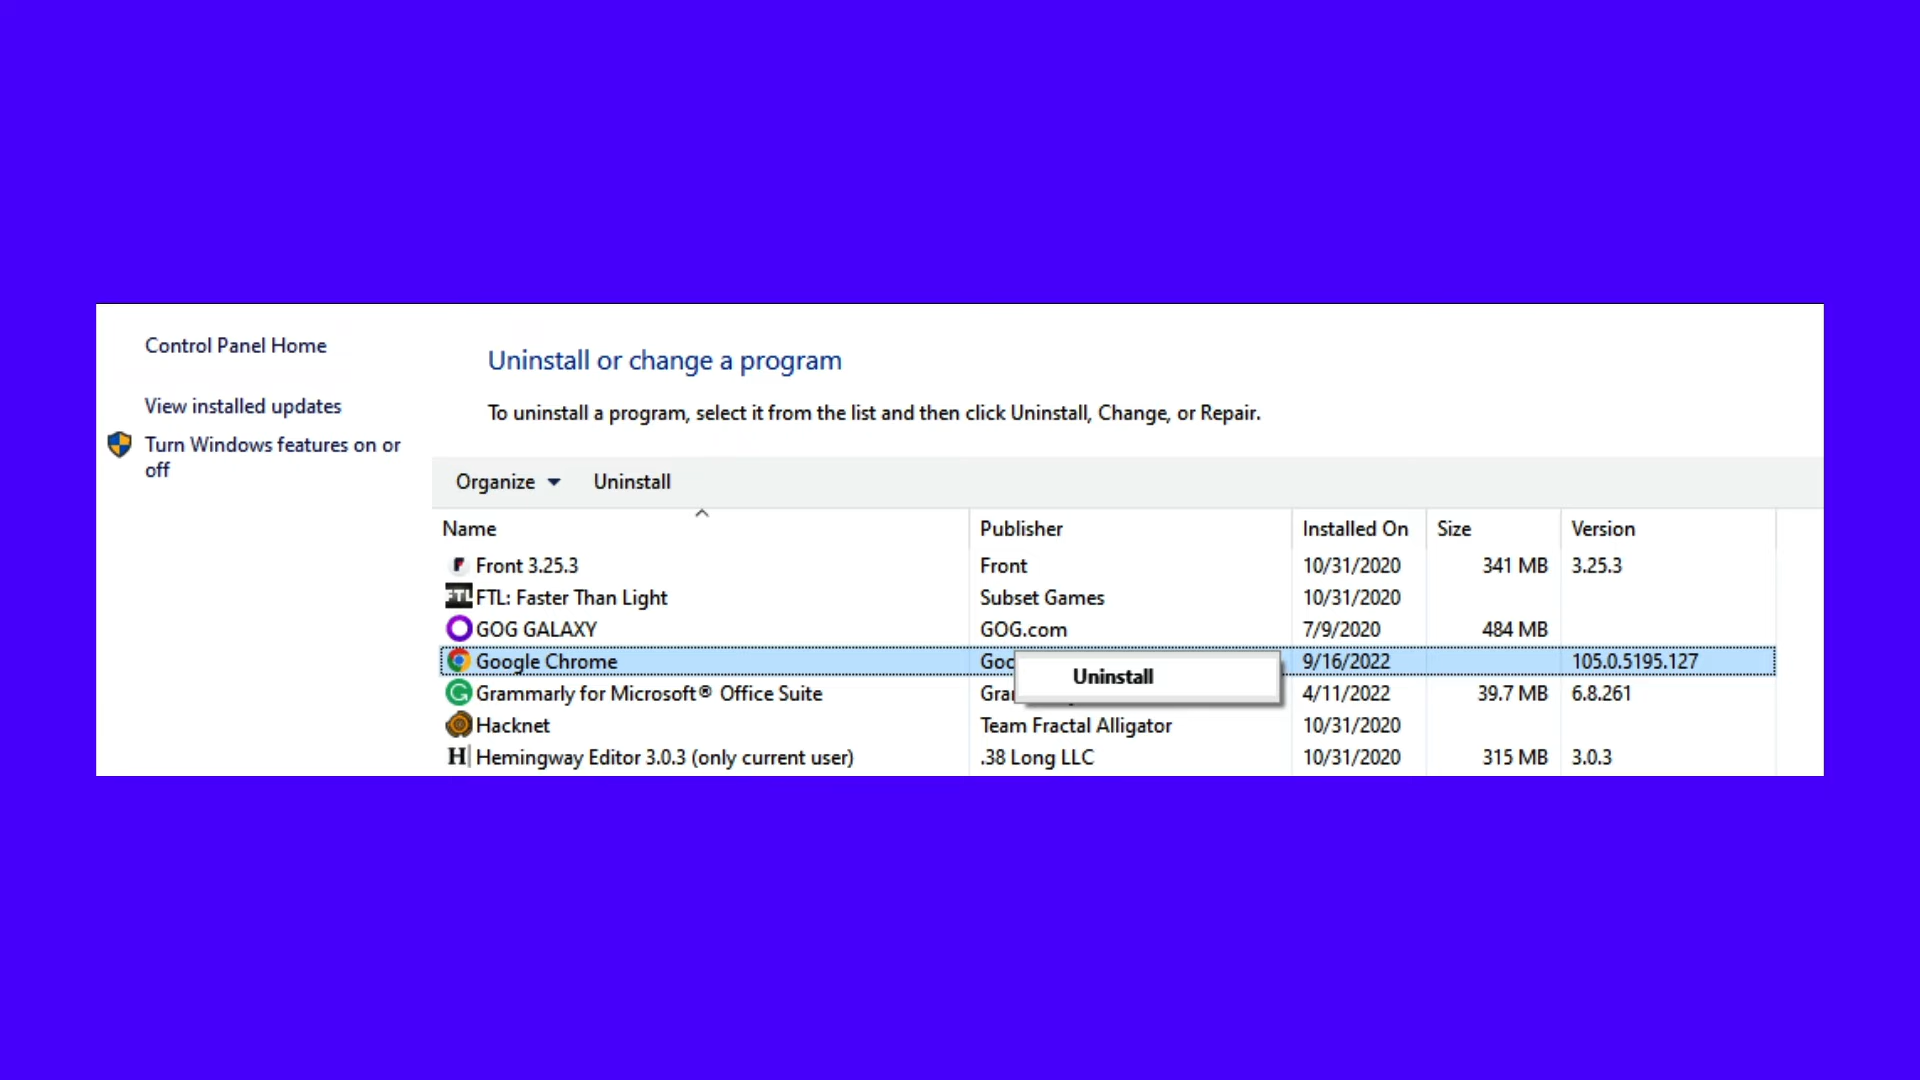 Control Panel Home
View installed updates
Turn Windows features on or
off
Uninstall or change a program
To uninstall a program, select it from the list and then click Uninstall, Change, or Repair.
Organize Uninstall
Name Publisher Installed On Size Version
Front 3.25.3 Front 10/31/2020 341 MB 3.25.3
FTL FTL: Faster Than Light Subset Games 10/31/2020
GOG GALAXY GOG.com 7/9/2020 484 MB
Google Chrome 9/16/2022 105.0.5195.127
Uninstall
Grammarly for Microsoft® Office Suite 4/11/2022 39.7 MB 6.8.261
Hacknet Team Fractal Alligator 10/31/2020
H Hemingway Editor 3.0.3 (only current user) .38 Long LLC 10/31/2020 315 MB 3.0.3